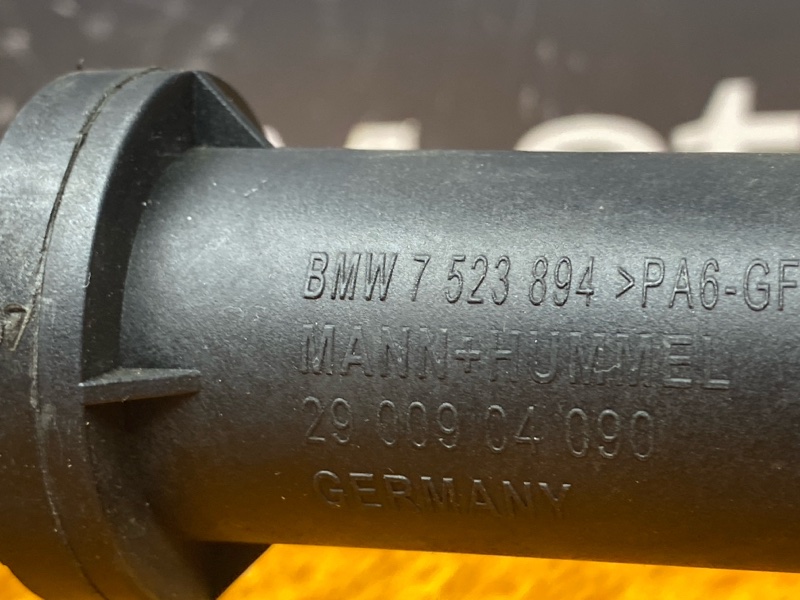 BMW 7 523 894 >PA6-GF
MANN+HUMMEL
29 009 04 090
GERMANY